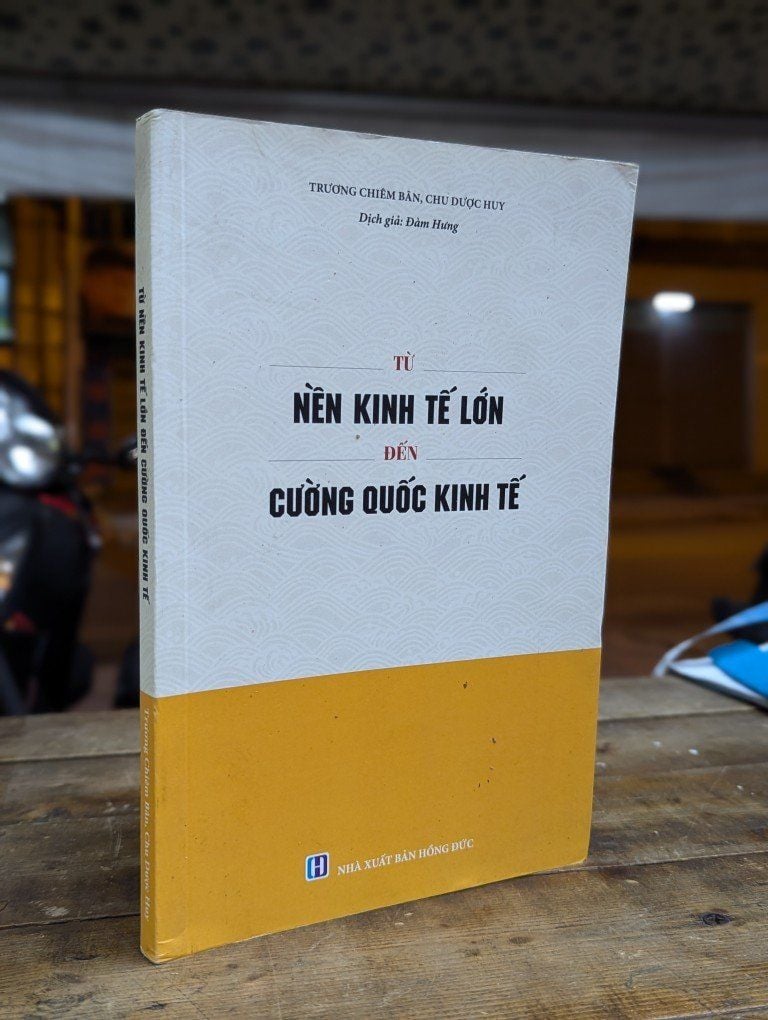 TRƯƠNG CHIÊM BÂN, CHU DƯỢC HUY
Dịch giả: Đàm Hưng
TỪ
NỀN KINH TẾ LỚN
ĐẾN
CƯỜNG QUỐC KINH TẾ
NHÀ XUẤT BẢN HỒNG ĐỨC
TỪ NỀN KINH TẾ LỚN ĐẾN CƯỜNG QUỐC KINH TẾ
Trương Chiêm Bân, Chu Dược Huy